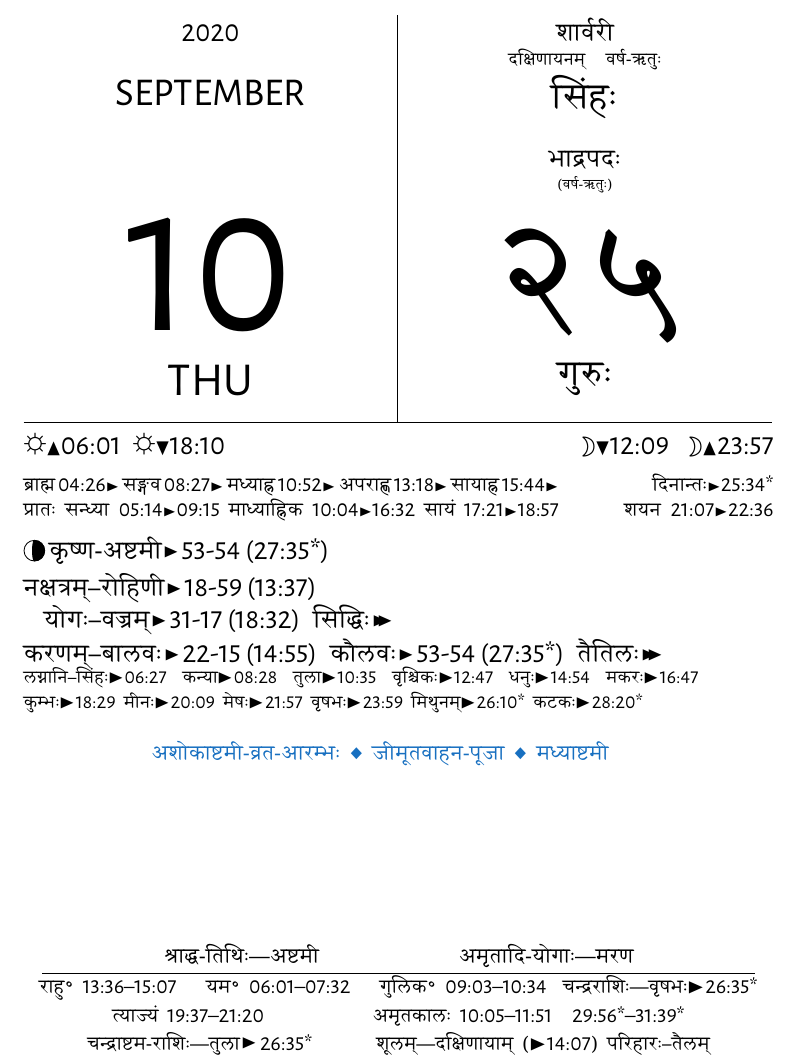 2020
SEPTEMBER
10
THU
शार्वरी
दक्षिणायनम् वर्ष-ऋतुः
सिंहः
भाद्रपदः
(वर्ष-ऋतुः)
२५
गुरुः
☼▲06:01 ☼▼18:10 ☽▼12:09 ☽▲23:57
ब्राह्म 04:26► सङ्गव 08:27► मध्याह्न 10:52► अपराह्ण 13:18► सायाह्न 15:44► दिनान्तः►25:34*
प्रातः सन्ध्या 05:14►09:15 माध्याह्निक 10:04►16:32 सायं 17:21►18:57 शयन 21:07►22:36
कृष्ण-अष्टमी►53-54 (27:35*)
नक्षत्रम्–रोहिणी►18-59 (13:37)
योगः–वज्रम्►31-17 (18:32) सिद्धिः►
करणम्–बालवः►22-15 (14:55) कौलवः►53-54 (27:35*) तैतिलः►
लग्नानि–सिंहः►06:27 कन्या►08:28 तुला►10:35 वृश्चिकः►12:47 धनुः►14:54 मकरः►16:47
कुम्भः►18:29 मीनः►20:09 मेषः►21:57 वृषभः►23:59 मिथुनम्►26:10* कटकः►28:20*
अशोकाष्टमी-व्रत-आरम्भः ◆ जीमूतवाहन-पूजा ◆ मध्याष्टमी
श्राद्ध-तिथिः—अष्टमी अमृतादि-योगाः—मरण
राहु॰ 13:36–15:07 यम॰ 06:01–07:32 गुलिक॰ 09:03–10:34 चन्द्रराशिः—वृषभः►26:35*
त्याज्यं 19:37–21:20 अमृतकालः 10:05–11:51 29:56*–31:39*
चन्द्राष्टम-राशिः—तुला► 26:35* शूलम्—दक्षिणायाम् (►14:07) परिहारः–तैलम्